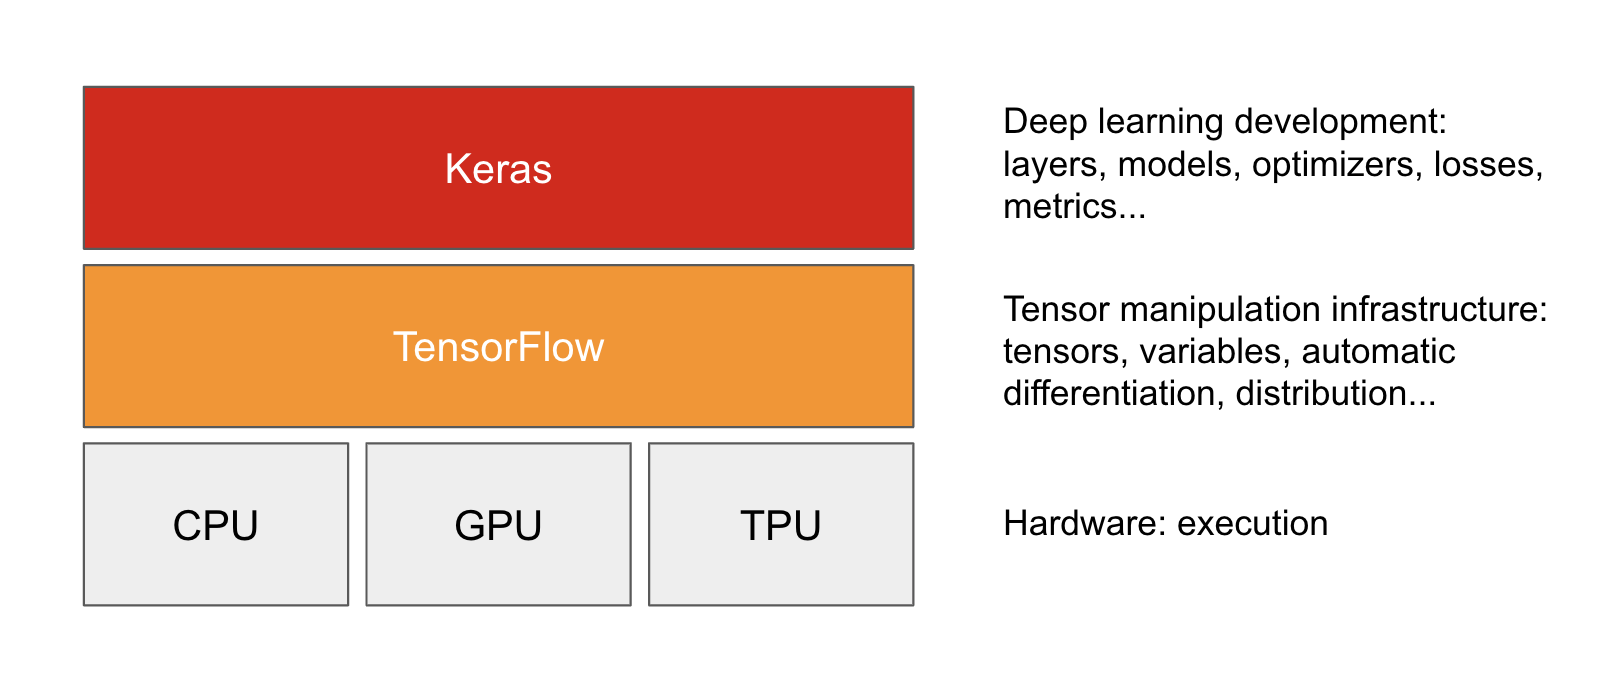 Keras
Deep learning development:
layers, models, optimizers, losses,
metrics...
TensorFlow
Tensor manipulation infrastructure:
tensors, variables, automatic
differentiation, distribution...
CPU
GPU
TPU
Hardware: execution